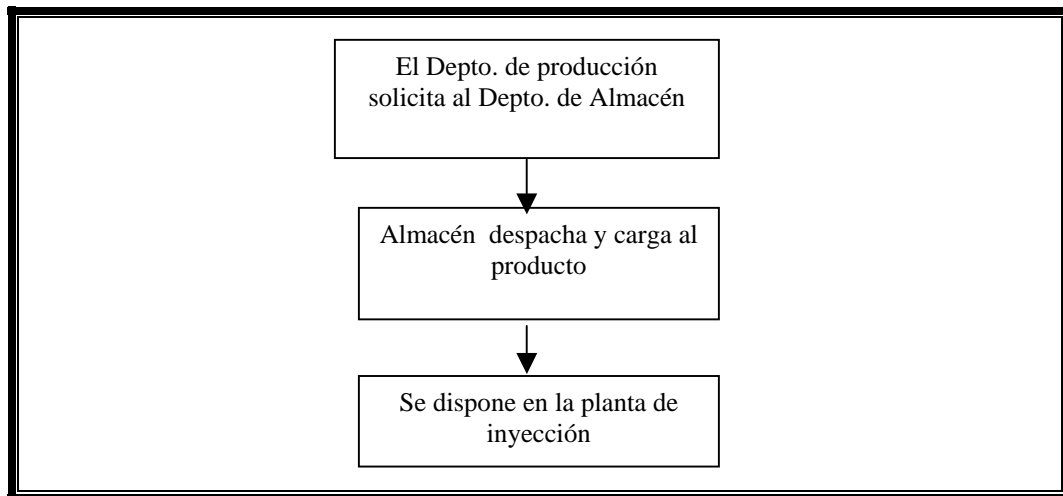 El Depto. de producción
solicita al Depto. de Almacén
Almacén despacha y carga al
producto
Se dispone en la planta de
inyección